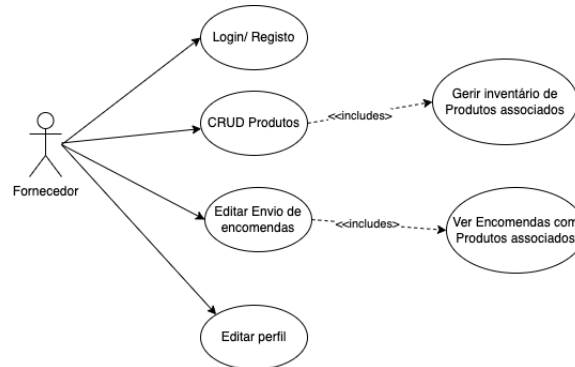 Login/ Registo
Gerir inventário de
Produtos associados
CRUD Produtos
<<includes>
Fornecedor
Editar Envio de
encomendas
<<includes>
Ver Encomendas com
Produtos associados
Editar perfil